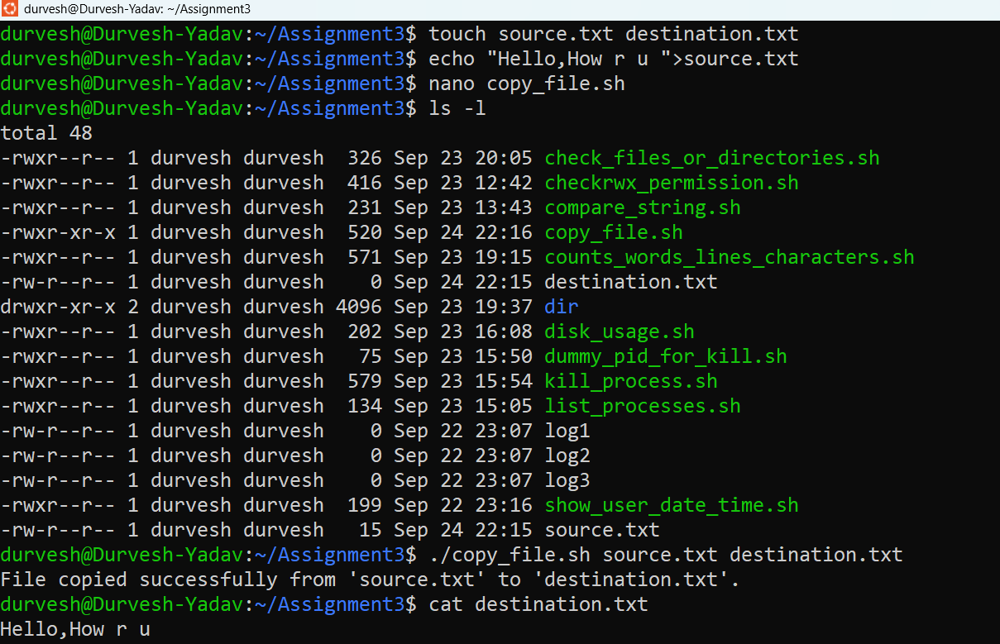 durvesh@Durvesh-Yadav: ~/Assignment3
durvesh@Durvesh-Yadav:~/Assignment3$ touch source.txt destination.txt
durvesh@Durvesh-Yadav:~/Assignment3$ echo "Hello,How r u ">source.txt
durvesh@Durvesh-Yadav:~/Assignment3$ nano copy_file.sh
durvesh@Durvesh-Yadav:~/Assignment3$ ls -l
total 48
-rwxr--r-- 1 durvesh durvesh  326 Sep 23 20:05 check_files_or_directories.sh
-rwxr--r-- 1 durvesh durvesh  416 Sep 23 12:42 checkrwx_permission.sh
-rwxr--r-- 1 durvesh durvesh  231 Sep 23 13:43 compare_string.sh
-rwxr-xr-x 1 durvesh durvesh  520 Sep 24 22:16 copy_file.sh
-rwxr--r-- 1 durvesh durvesh  571 Sep 23 19:15 counts_words_lines_characters.sh
-rw-r--r-- 1 durvesh durvesh    0 Sep 24 22:15 destination.txt
drwxr-xr-x 2 durvesh durvesh 4096 Sep 23 19:37 dir
-rwxr--r-- 1 durvesh durvesh  202 Sep 23 16:08 disk_usage.sh
-rwxr--r-- 1 durvesh durvesh   75 Sep 23 15:50 dummy_pid_for_kill.sh
-rwxr--r-- 1 durvesh durvesh  579 Sep 23 15:54 kill_process.sh
-rwxr--r-- 1 durvesh durvesh  134 Sep 23 15:05 list_processes.sh
-rw-r--r-- 1 durvesh durvesh    0 Sep 22 23:07 log1
-rw-r--r-- 1 durvesh durvesh    0 Sep 22 23:07 log2
-rw-r--r-- 1 durvesh durvesh    0 Sep 22 23:07 log3
-rwxr--r-- 1 durvesh durvesh  199 Sep 22 23:16 show_user_date_time.sh
-rw-r--r-- 1 durvesh durvesh   15 Sep 24 22:15 source.txt
durvesh@Durvesh-Yadav:~/Assignment3$ ./copy_file.sh source.txt destination.txt
File copied successfully from 'source.txt' to 'destination.txt'.
durvesh@Durvesh-Yadav:~/Assignment3$ cat destination.txt
Hello,How r u